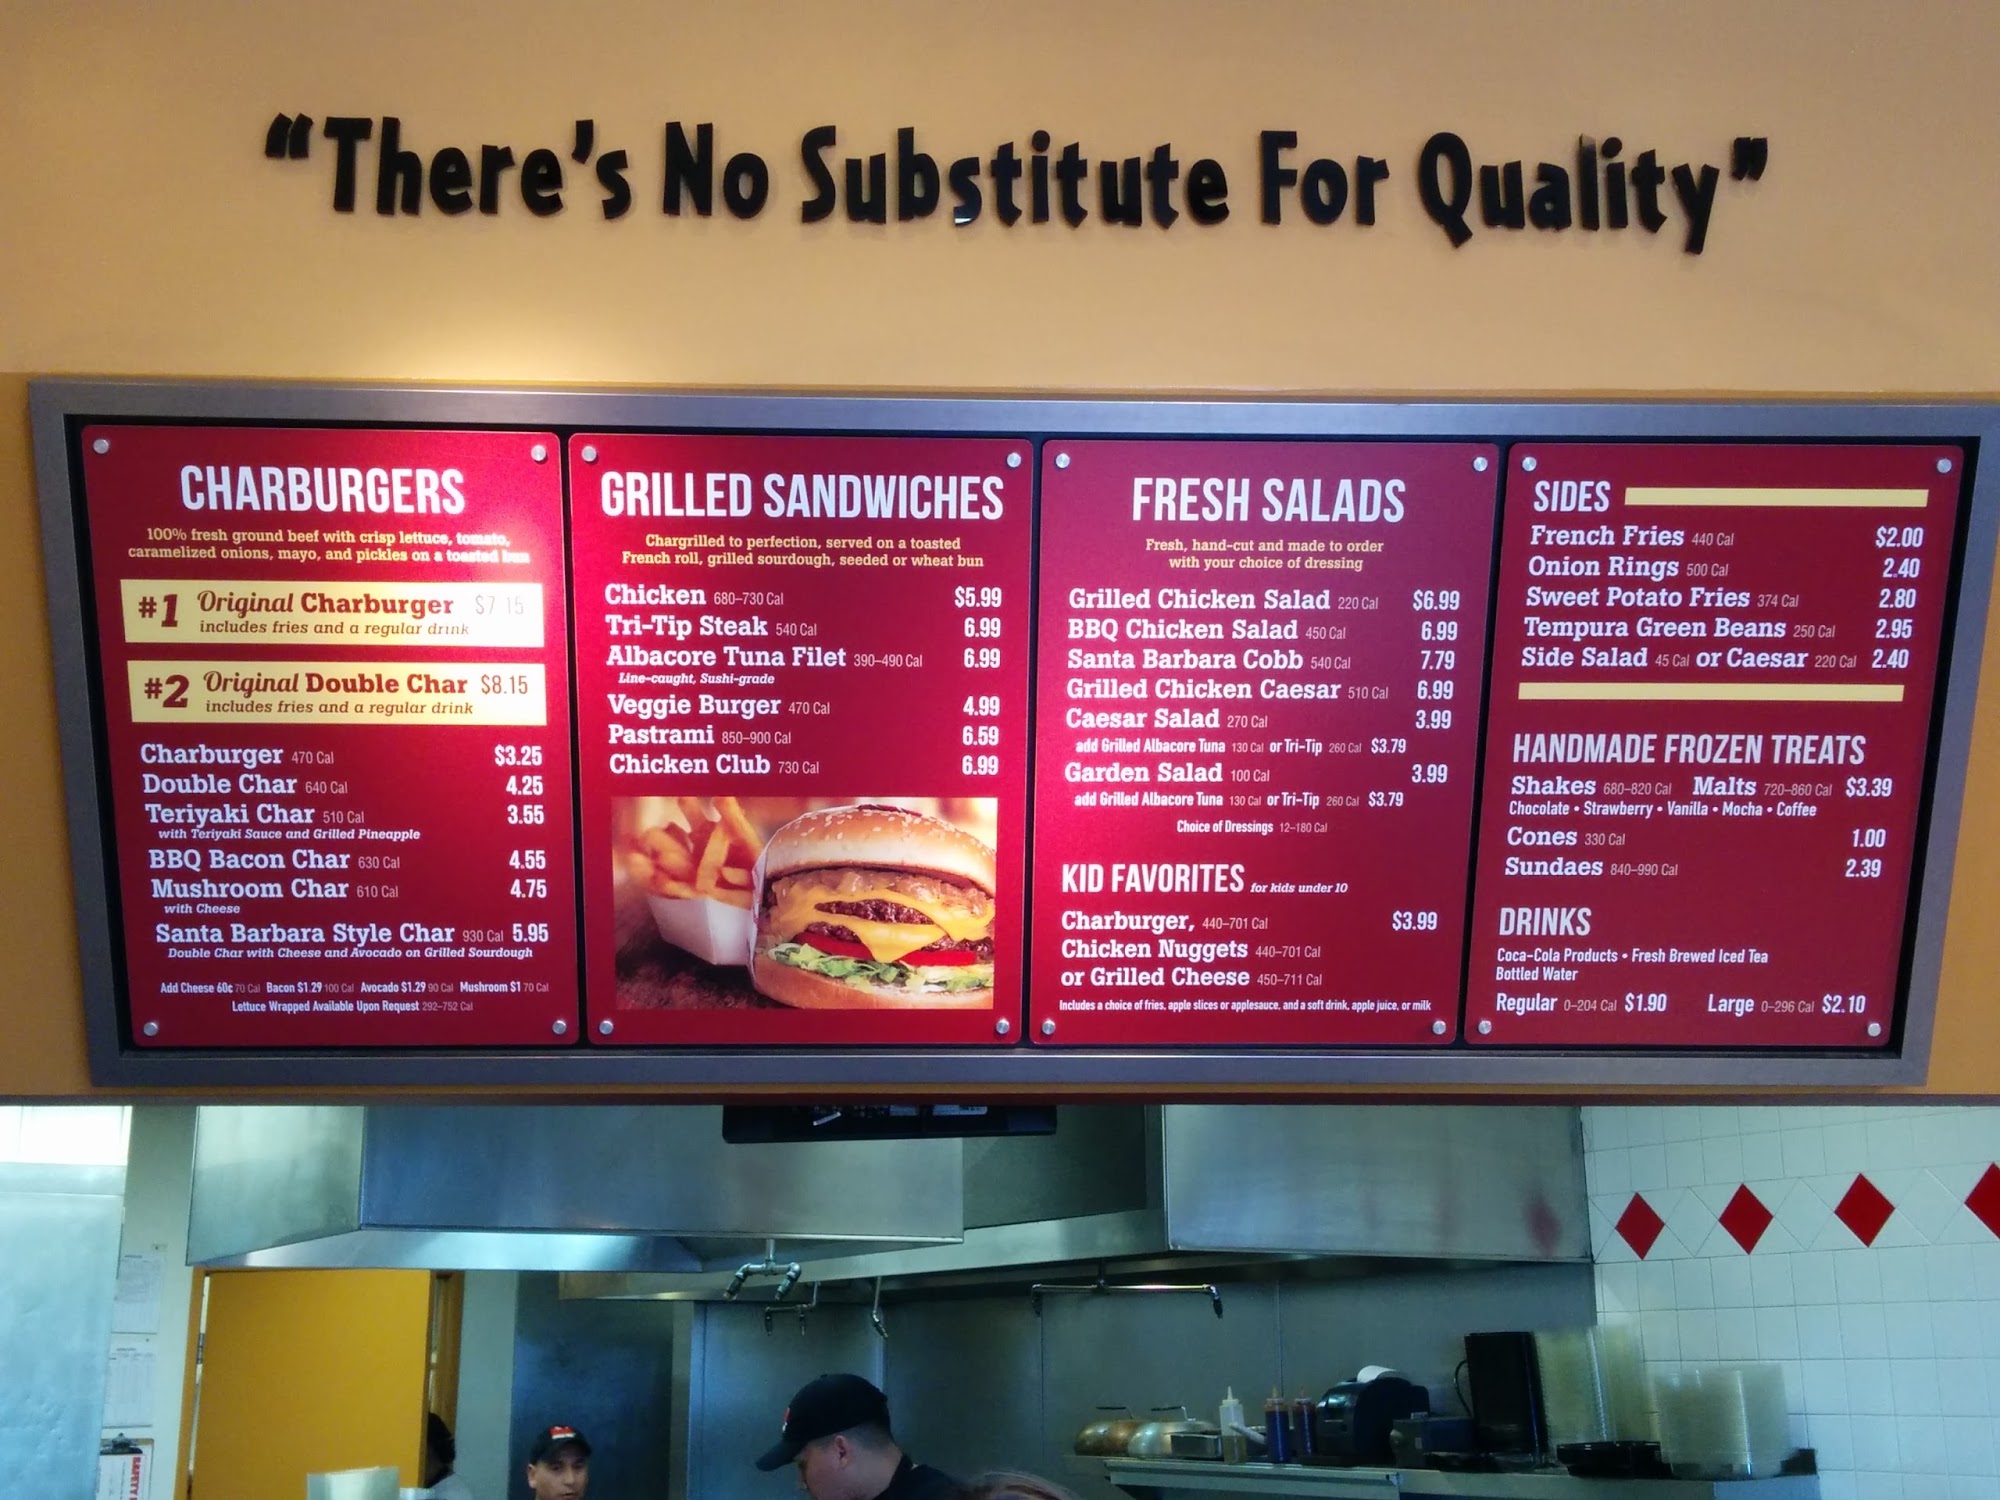 “There’s No Substitute For Quality”
CHARBURGERS
100% fresh ground beef with crisp lettuce, tomato,
caramelized onions, mayo, and pickles on a toasted bun
#1 Original Charburger $7.15
includes fries and a regular drink
#2 Original Double Char $8.15
includes fries and a regular drink
Charburger 470 Cal $3.25
Double Char 640 Cal 4.25
Teriyaki Char 510 Cal 3.55
with Teriyaki Sauce and Grilled Pineapple
BBQ Bacon Char 630 Cal 4.55
Mushroom Char 610 Cal 4.75
with Cheese
Santa Barbara Style Char 930 Cal 5.95
Double Char with Cheese and Avocado on Grilled Sourdough
Add Cheese 60¢ 70 Cal Bacon $1.29 100 Cal Avocado $1.29 90 Cal Mushroom $1 70 Cal
Lettuce Wrapped Available Upon Request 292–752 Cal
GRILLED SANDWICHES
Chargrilled to perfection, served on a toasted
French roll, grilled sourdough, seeded or wheat bun
Chicken 680–730 Cal $5.99
Tri-Tip Steak 540 Cal 6.99
Albacore Tuna Filet 390–490 Cal 6.99
Line-caught, Sushi-grade
Veggie Burger 470 Cal 4.99
Pastrami 850–900 Cal 6.59
Chicken Club 730 Cal 6.99
FRESH SALADS
Fresh, hand-cut and made to order
with your choice of dressing
Grilled Chicken Salad 220 Cal $6.99
BBQ Chicken Salad 450 Cal 6.99
Santa Barbara Cobb 540 Cal 7.79
Grilled Chicken Caesar 510 Cal 6.99
Caesar Salad 270 Cal 3.99
add Grilled Albacore Tuna 130 Cal or Tri-Tip 260 Cal $3.79
Garden Salad 100 Cal 3.99
add Grilled Albacore Tuna 130 Cal or Tri-Tip 260 Cal $3.79
Choice of Dressings 12–180 Cal
KID FAVORITES for kids under 10
Charburger, 440–701 Cal $3.99
Chicken Nuggets 440–701 Cal
or Grilled Cheese 450–711 Cal
Includes a choice of fries, apple slices or applesauce, and a soft drink, apple juice, or milk
SIDES
French Fries 440 Cal $2.00
Onion Rings 500 Cal 2.40
Sweet Potato Fries 374 Cal 2.80
Tempura Green Beans 250 Cal 2.95
Side Salad 45 Cal or Caesar 220 Cal 2.40
HANDMADE FROZEN TREATS
Shakes 680–820 Cal Malts 720–860 Cal $3.39
Chocolate • Strawberry • Vanilla • Mocha • Coffee
Cones 330 Cal 1.00
Sundaes 840–990 Cal 2.39
DRINKS
Coca-Cola Products • Fresh Brewed Iced Tea
Bottled Water
Regular 0–204 Cal $1.90 Large 0–296 Cal $2.10